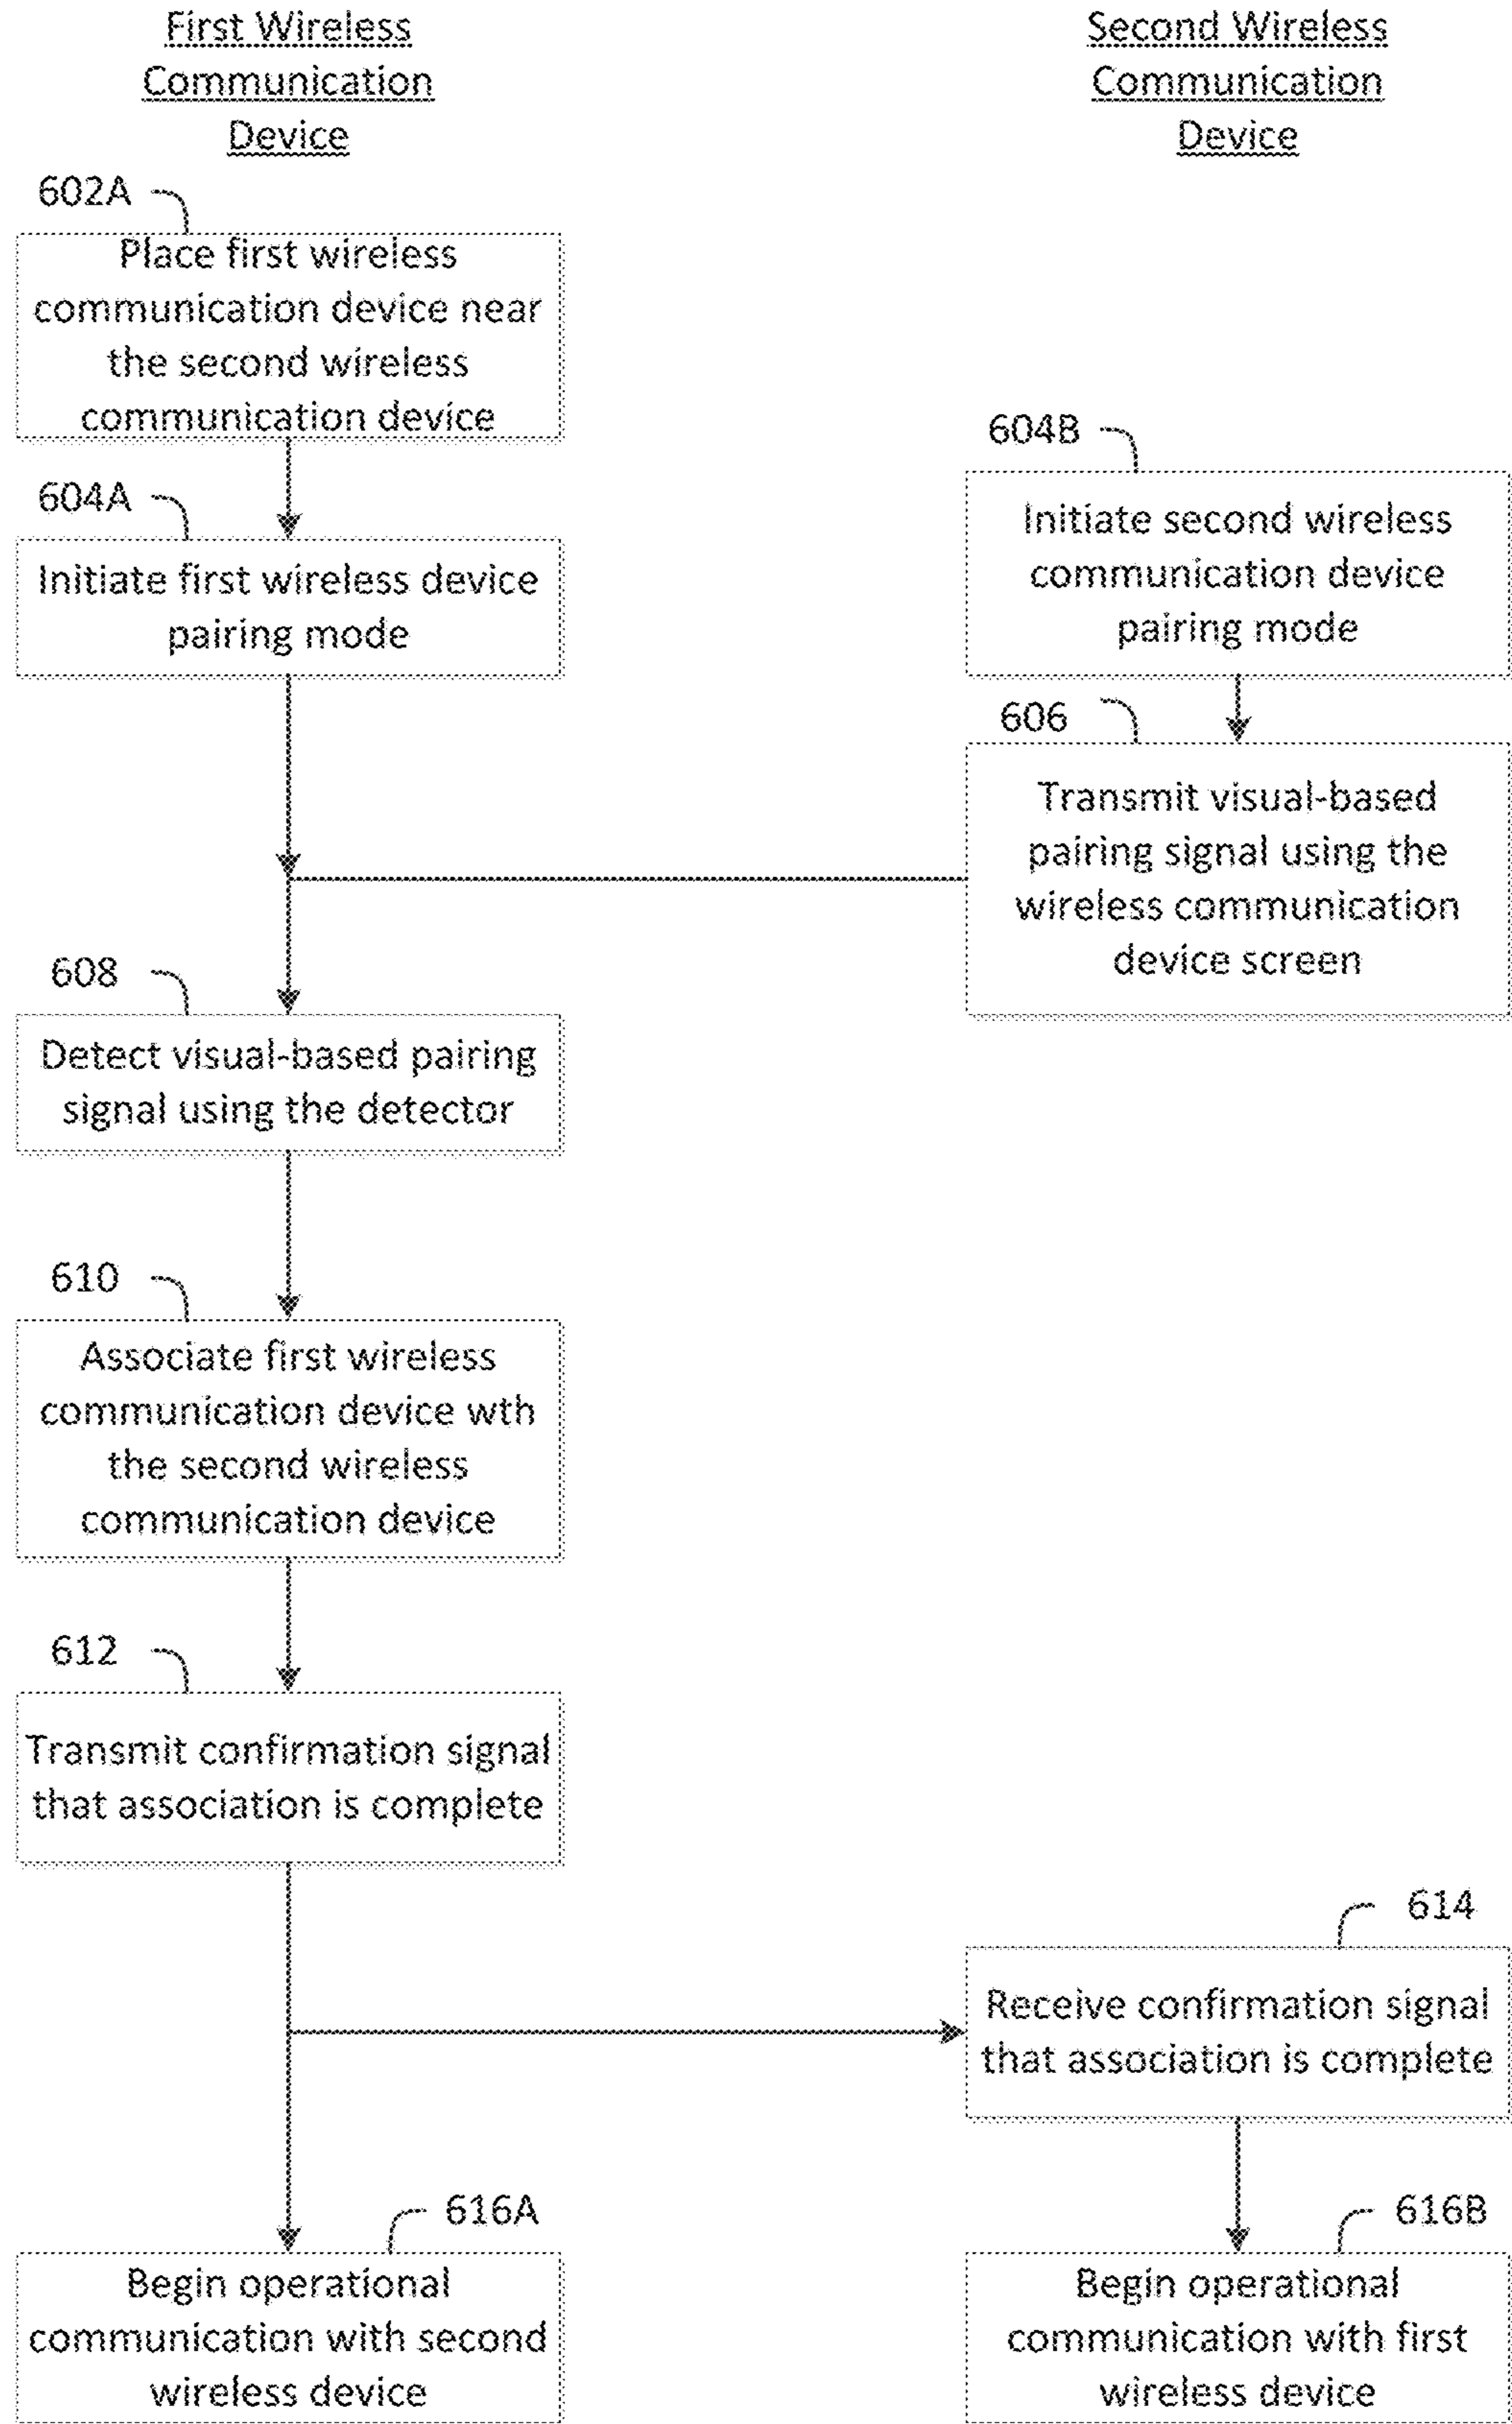 First Wireless
Communication
Device
Second Wireless
Communication
Device
602A
Place first wireless
communication device near
the second wireless
communication device
604A
Initiate first wireless device
pairing mode
604B
Initiate second wireless
communication device
pairing mode
606
Transmit visual-based
pairing signal using the
wireless communication
device screen
608
Detect visual-based pairing
signal using the detector
610
Associate first wireless
communication device wth
the second wireless
communication device
612
Transmit confirmation signal
that association is complete
614
Receive confirmation signal
that association is complete
616A
Begin operational
communication with second
wireless device
616B
Begin operational
communication with first
wireless device